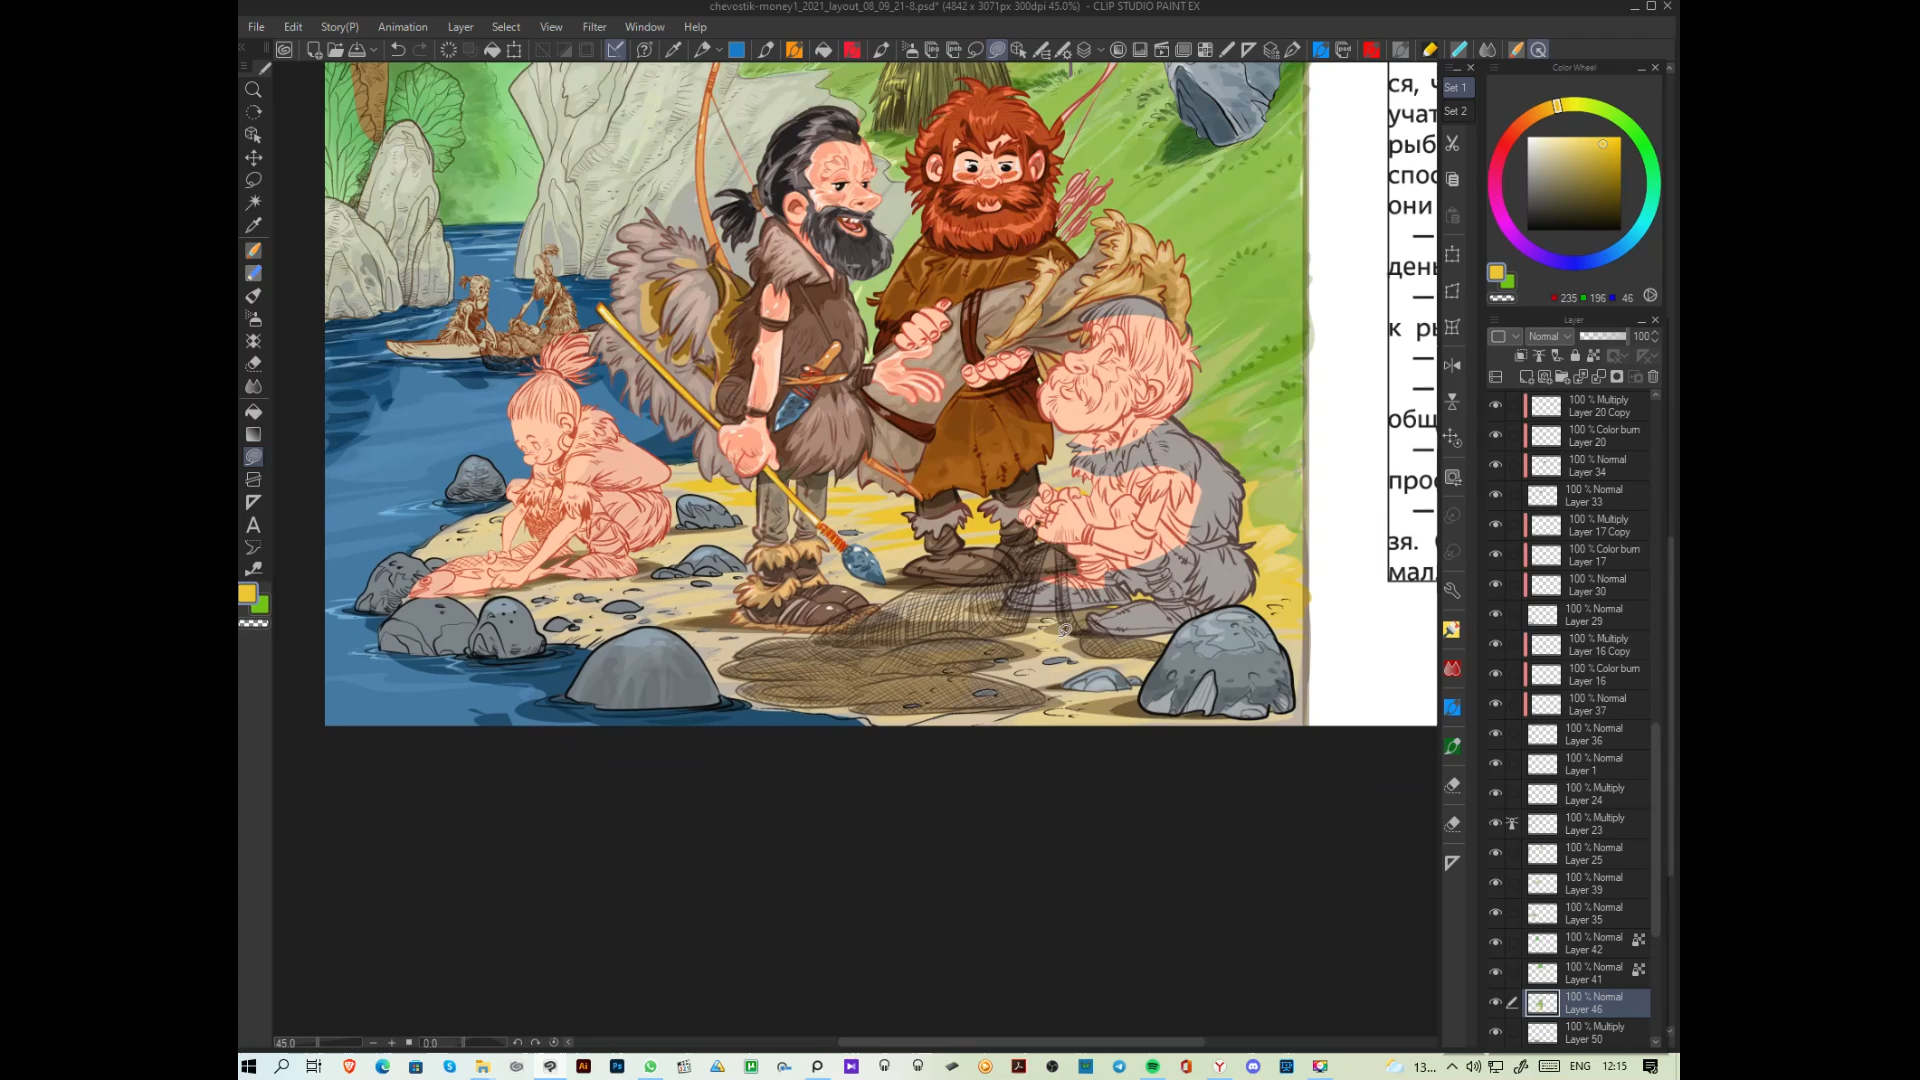 chevostik-money1_2021_layout_08_09_21-8.psd* (4842 x 3071px 300dpi 45.0%) - CLIP STUDIO PAINT EX
File Edit Story(P) Animation Layer Select View Filter Window Help
Color Wheel
Set 1
Set 2
235 196 46
Layer
Normal 100
100 % Multiply
Layer 20 Copy
100 % Color burn
Layer 20
100 % Normal
Layer 34
100 % Normal
Layer 33
100 % Multiply
Layer 17 Copy
100 % Color burn
Layer 17
100 % Normal
Layer 30
100 % Normal
Layer 29
100 % Multiply
Layer 16 Copy
100 % Color burn
Layer 16
100 % Normal
Layer 37
100 % Normal
Layer 36
100 % Normal
Layer 1
100 % Multiply
Layer 24
100 % Multiply
Layer 23
100 % Normal
Layer 25
100 % Normal
Layer 39
100 % Normal
Layer 35
100 % Normal
Layer 42
100 % Normal
Layer 41
100 % Normal
Layer 46
100 % Multiply
Layer 50
ся, ч
учат
рыб
спос
они
—
день
—
к ры
—
—
общ
—
прос
—
зя.
мал
45.0
0.0
13...
ENG
12:15